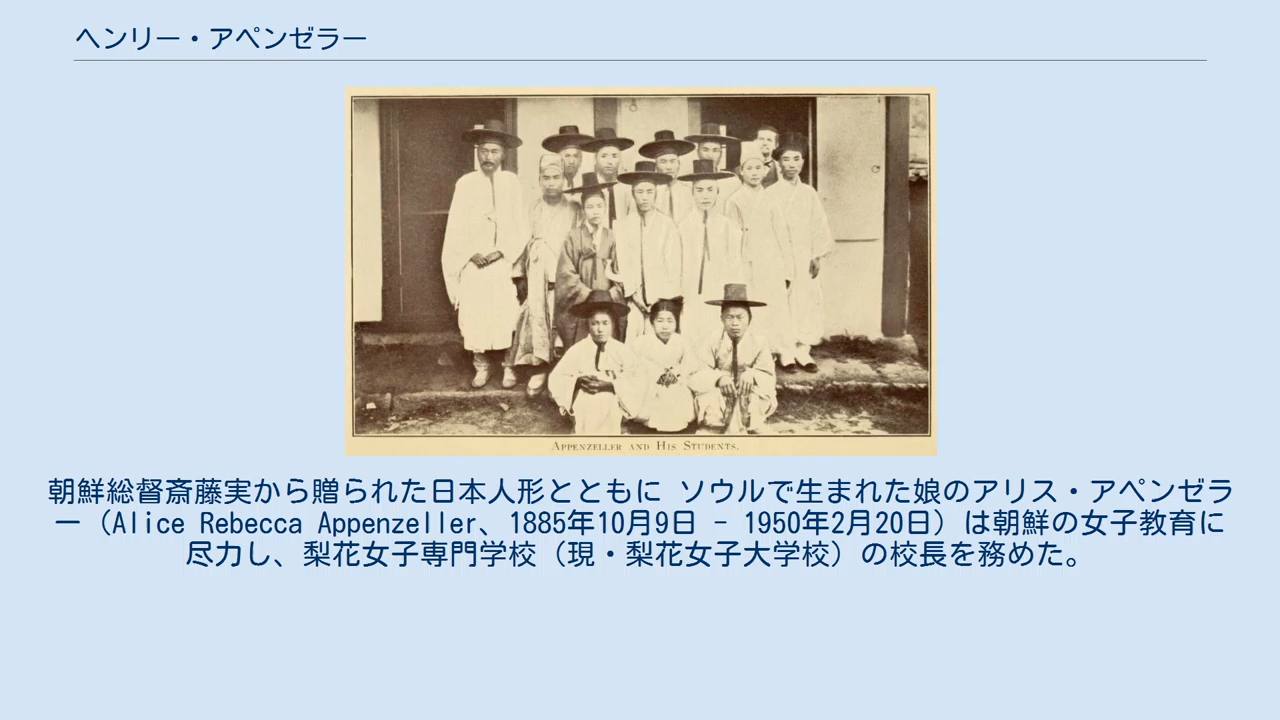 ヘンリー・アペンゼラー
APPENZELLER AND HIS STUDENTS.
朝鮮総督斎藤実から贈られた日本人形とともに ソウルで生まれた娘のアリス・アペンゼラ
ー（Alice Rebecca Appenzeller、1885年10月9日 - 1950年2月20日）は朝鮮の女子教育に
尽力し、梨花女子専門学校（現・梨花女子大学校）の校長を務めた。